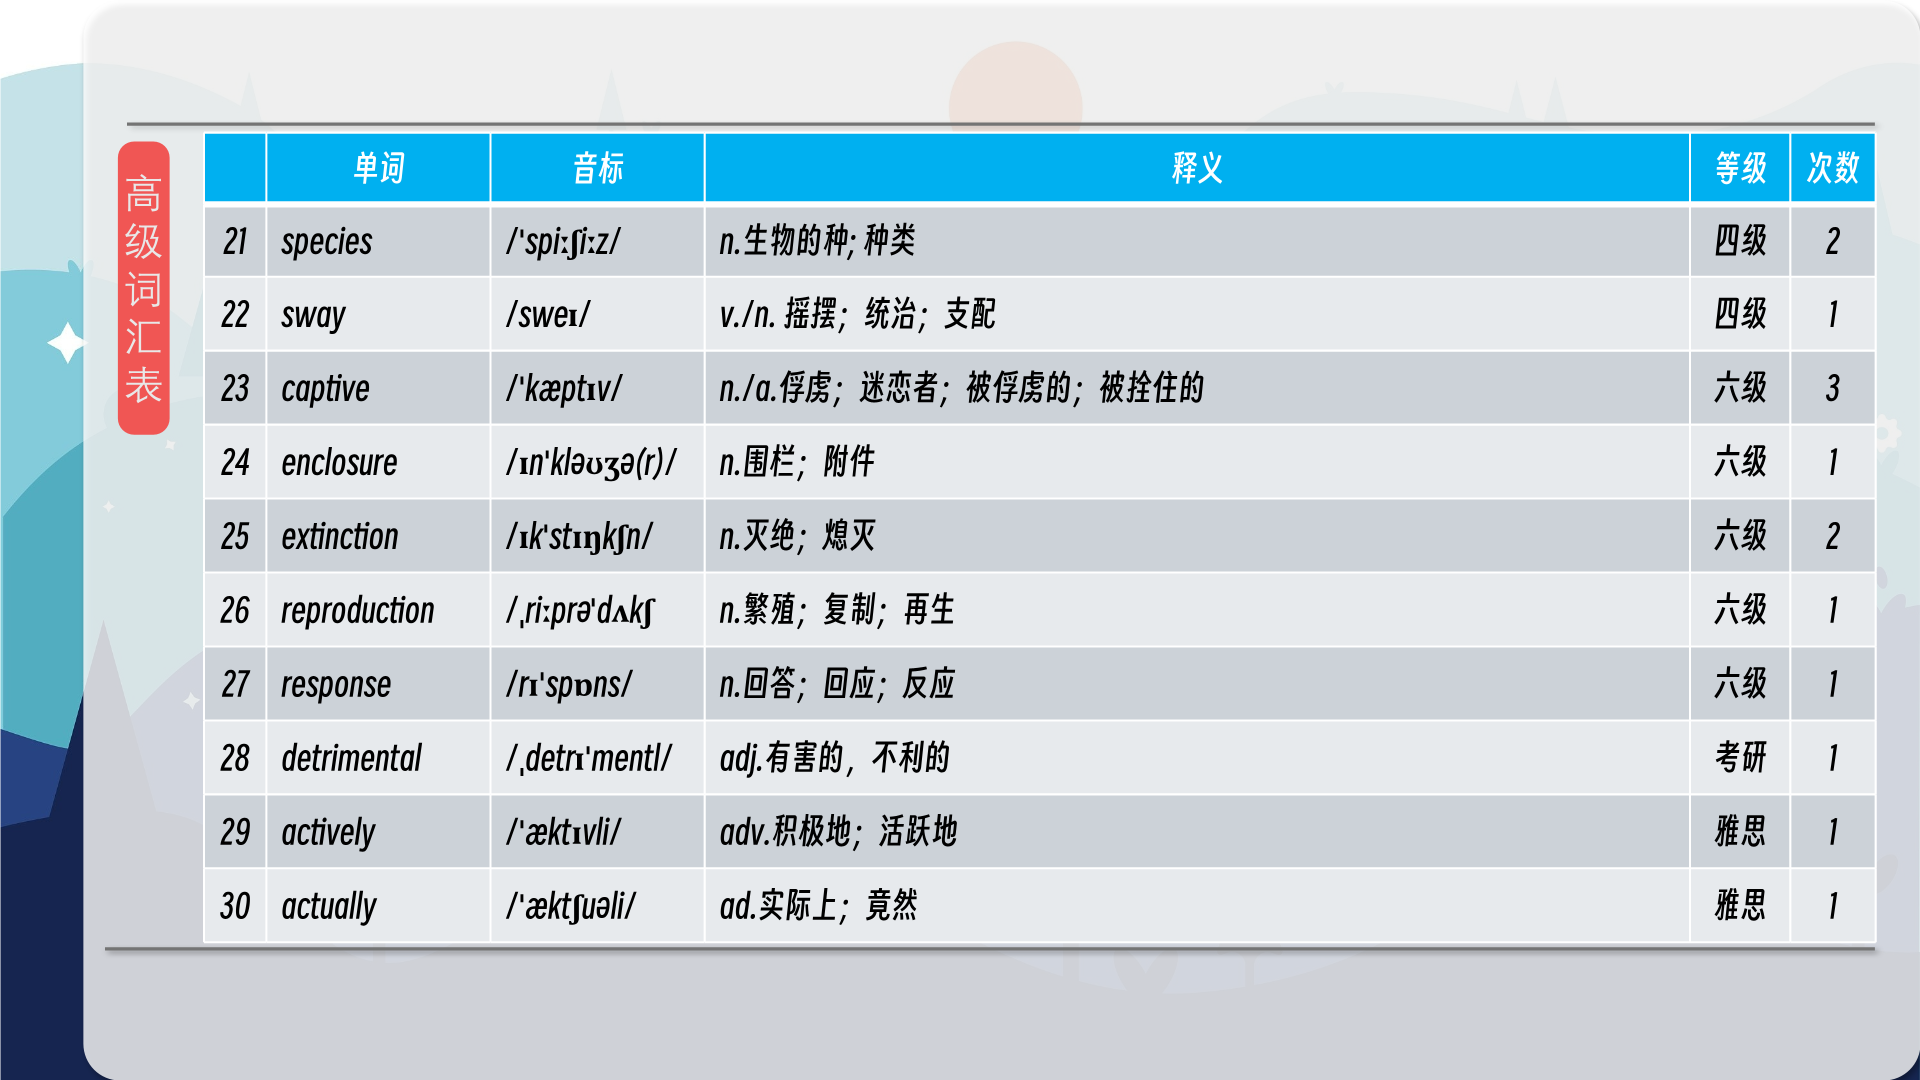 高级词汇表
单词 音标 释义 等级 次数
21 species /'spiːʃiːz/ n.生物的种; 种类 四级 2
22 sway /sweɪ/ v./n. 摇摆；统治；支配 四级 1
23 captive /'kæptɪv/ n./a.俘虏；迷恋者；被俘虏的；被拴住的 六级 3
24 enclosure /ɪn'kləʊʒə(r)/ n.围栏；附件 六级 1
25 extinction /ɪk'stɪŋkʃn/ n.灭绝；熄灭 六级 2
26 reproduction /ˌriːprə'dʌkʃ n.繁殖；复制；再生 六级 1
27 response /rɪ'spɒns/ n.回答；回应；反应 六级 1
28 detrimental /ˌdetrɪ'mentl/ adj.有害的，不利的 考研 1
29 actively /'æktɪvli/ adv.积极地；活跃地 雅思 1
30 actually /'æktʃuəli/ ad.实际上；竟然 雅思 1